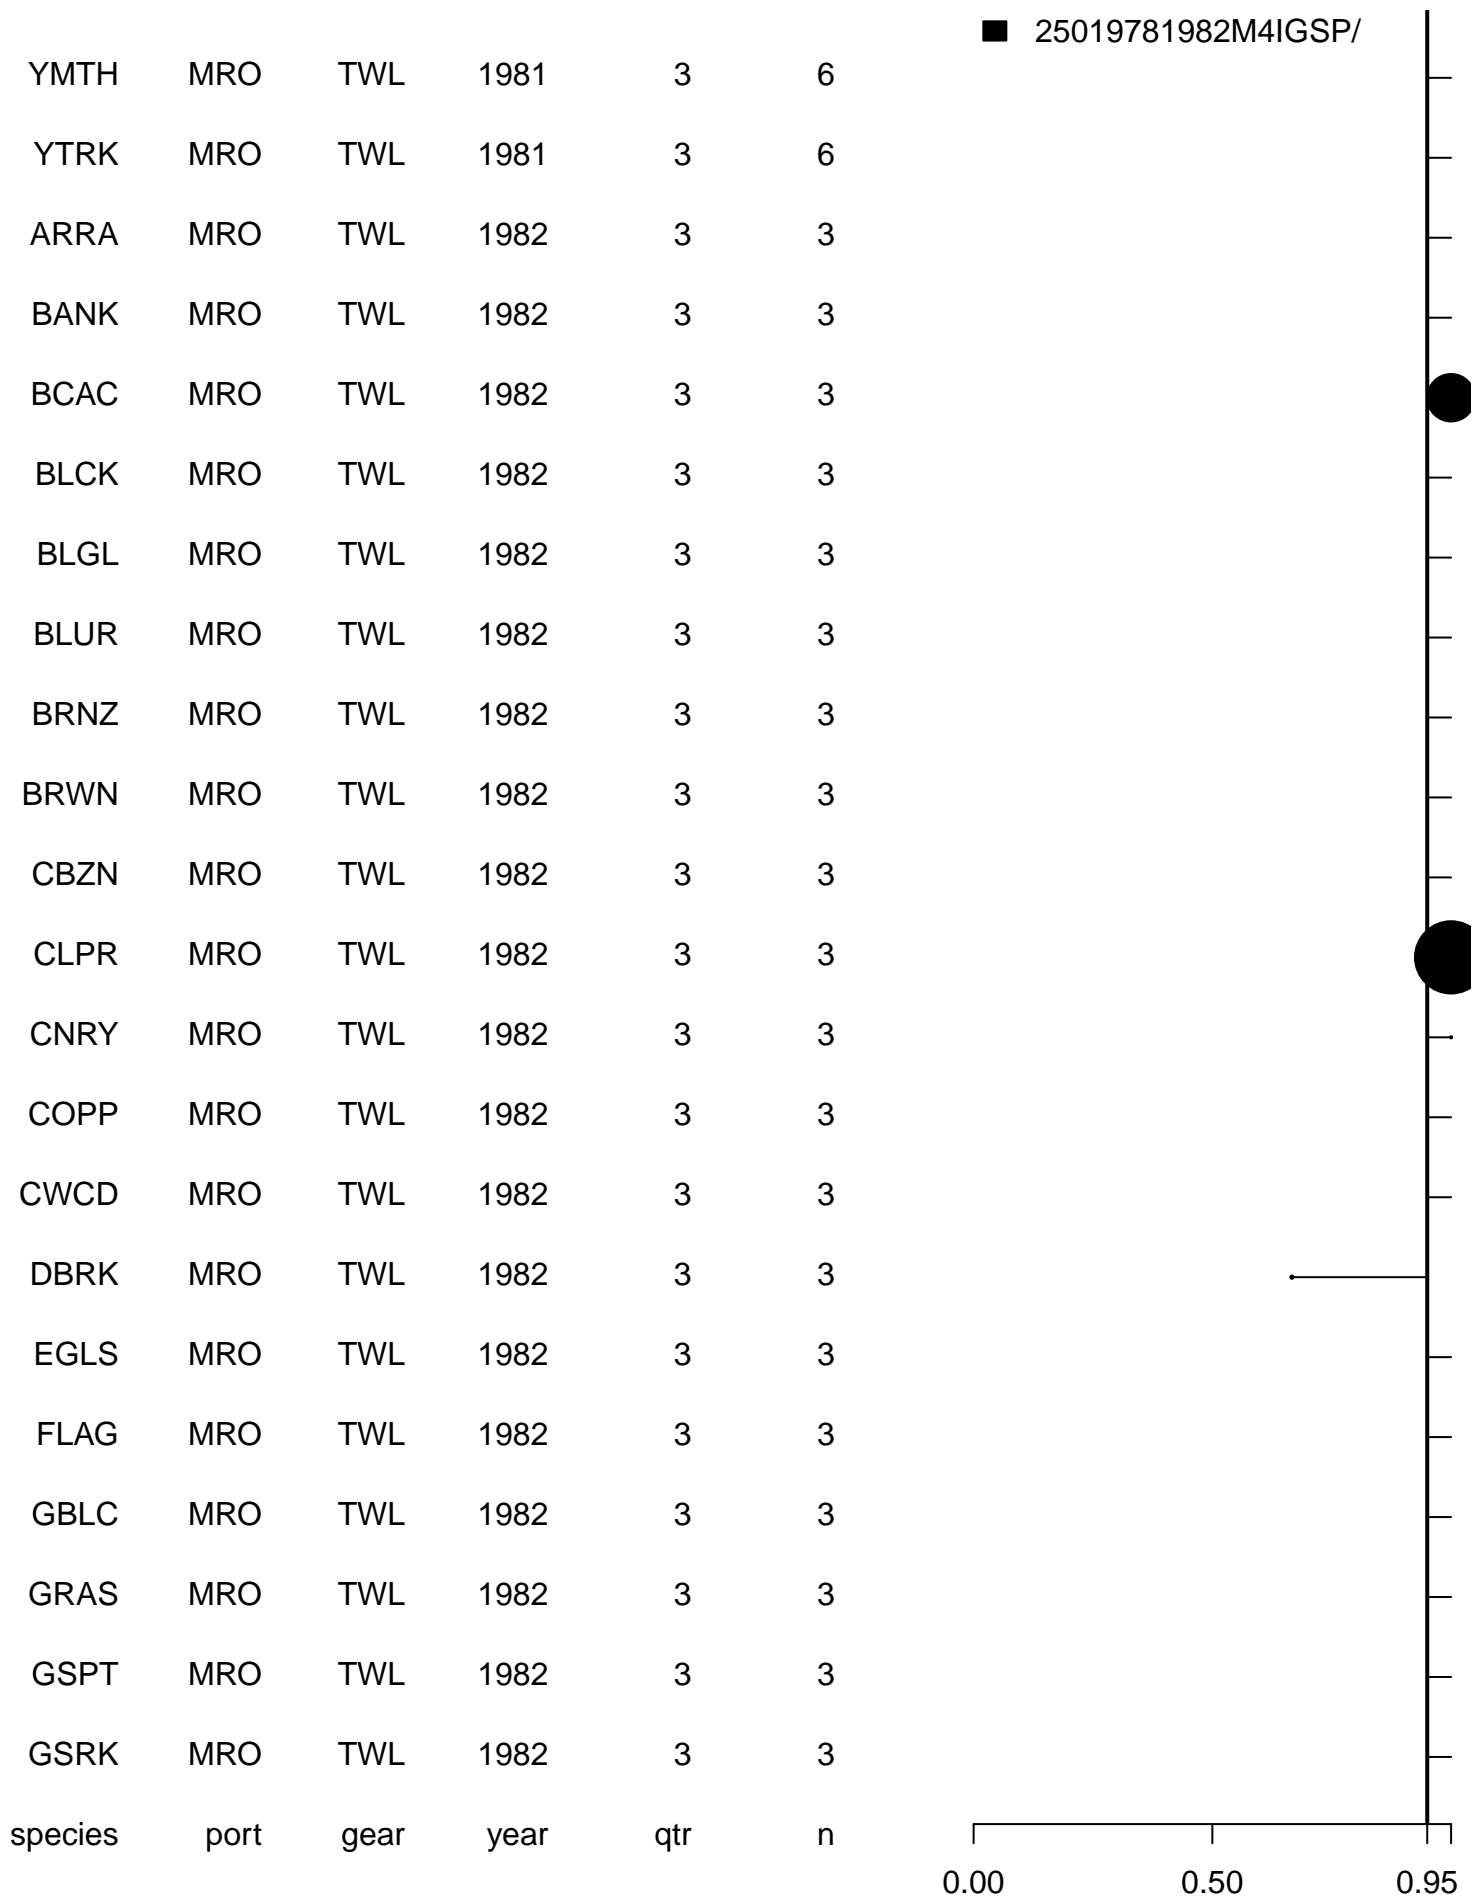 25019781982M4IGSP/
YMTH MRO TWL 1981 3 6
YTRK MRO TWL 1981 3 6
ARRA MRO TWL 1982 3 3
BANK MRO TWL 1982 3 3
BCAC MRO TWL 1982 3 3
BLCK MRO TWL 1982 3 3
BLGL MRO TWL 1982 3 3
BLUR MRO TWL 1982 3 3
BRNZ MRO TWL 1982 3 3
BRWN MRO TWL 1982 3 3
CBZN MRO TWL 1982 3 3
CLPR MRO TWL 1982 3 3
CNRY MRO TWL 1982 3 3
COPP MRO TWL 1982 3 3
CWCD MRO TWL 1982 3 3
DBRK MRO TWL 1982 3 3
EGLS MRO TWL 1982 3 3
FLAG MRO TWL 1982 3 3
GBLC MRO TWL 1982 3 3
GRAS MRO TWL 1982 3 3
GSPT MRO TWL 1982 3 3
GSRK MRO TWL 1982 3 3
species port gear year qtr n
0.00 0.50 0.95